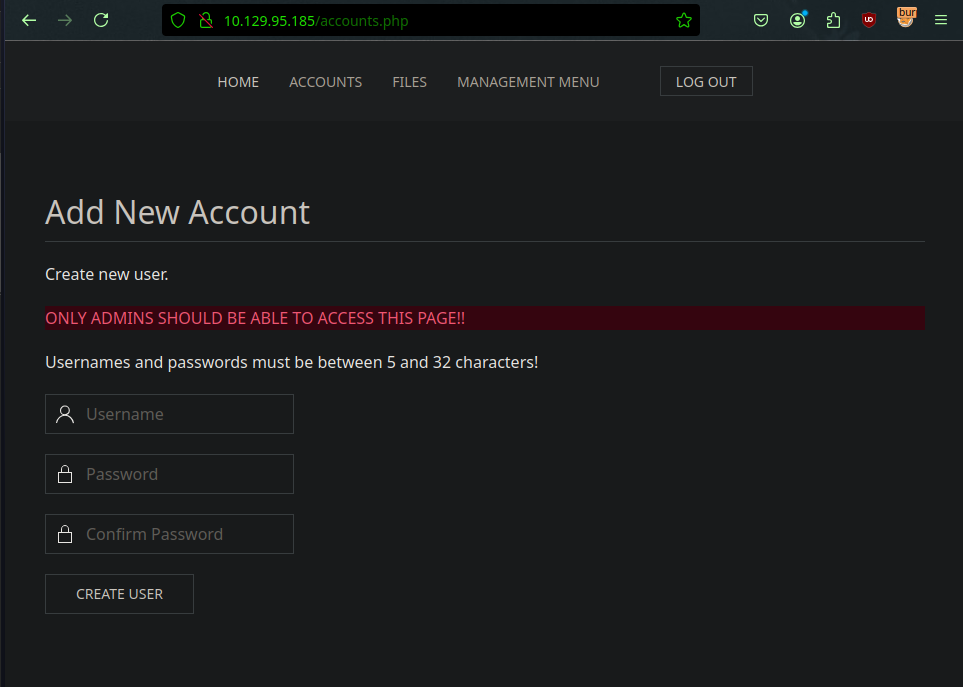 10.129.95.185/accounts.php
bur
HOME ACCOUNTS FILES MANAGEMENT MENU LOG OUT
Add New Account
Create new user.
ONLY ADMINS SHOULD BE ABLE TO ACCESS THIS PAGE!!
Usernames and passwords must be between 5 and 32 characters!
Username
Password
Confirm Password
CREATE USER